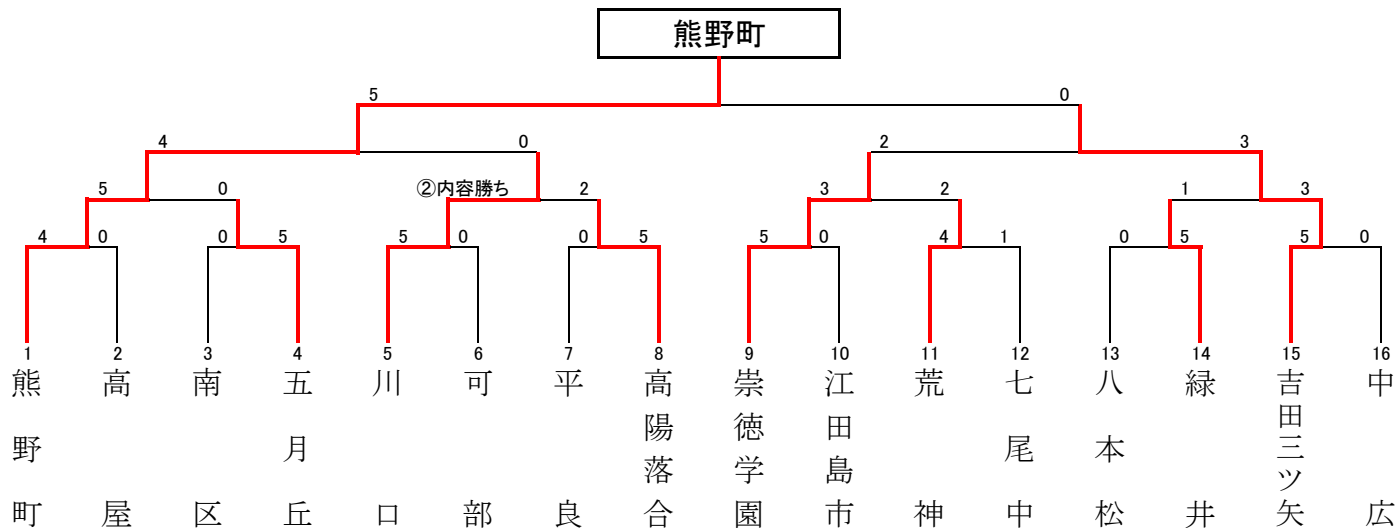 熊野町
5 0
4 0 2 3
5 0 ②内容勝ち 2 3 2 1 3
4 0 0 5 5 0 0 5 5 0 4 1 0 5 5 0
1 2 3 4 5 6 7 8 9 10 11 12 13 14 15 16
熊野町
高屋
南区
五月丘
川口
可部
平良
高陽落合
崇徳学園
江田島市
荒神
七尾中
八本松
緑井
吉田三ツ矢
中広